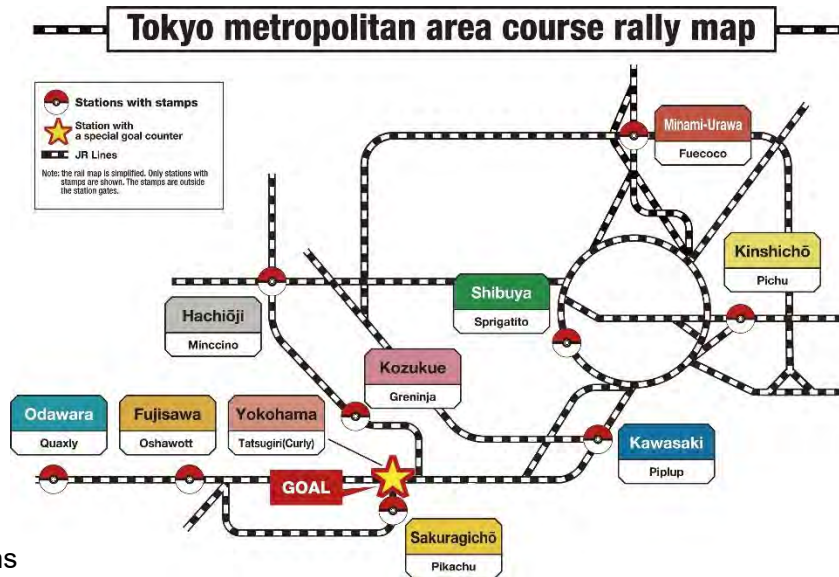 Tokyo metropolitan area course rally map
Stations with stamps
Station with
a special goal counter
JR Lines
Note: the rail map is simplified. Only stations with
stamps are shown. The stamps are outside
the station gates.
Minami-Urawa
Fuecoco
Kinshichō
Pichu
Shibuya
Sprigatito
Hachiōji
Minccino
Kozukue
Greninja
Odawara
Quaxly
Fujisawa
Oshawott
Yokohama
Tatsugiri(Curly)
Kawasaki
Piplup
GOAL
Sakuragichō
Pikachu
ns